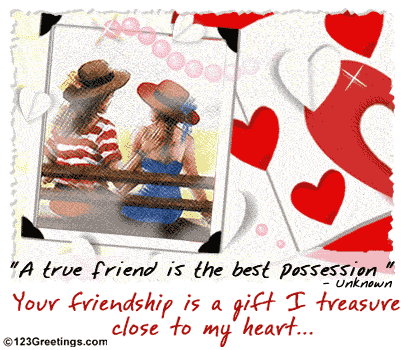 "A true friend is the best Possession"
- Unknown
Your friendship is a gift I treasure
close to my heart...
©123Greetings.com